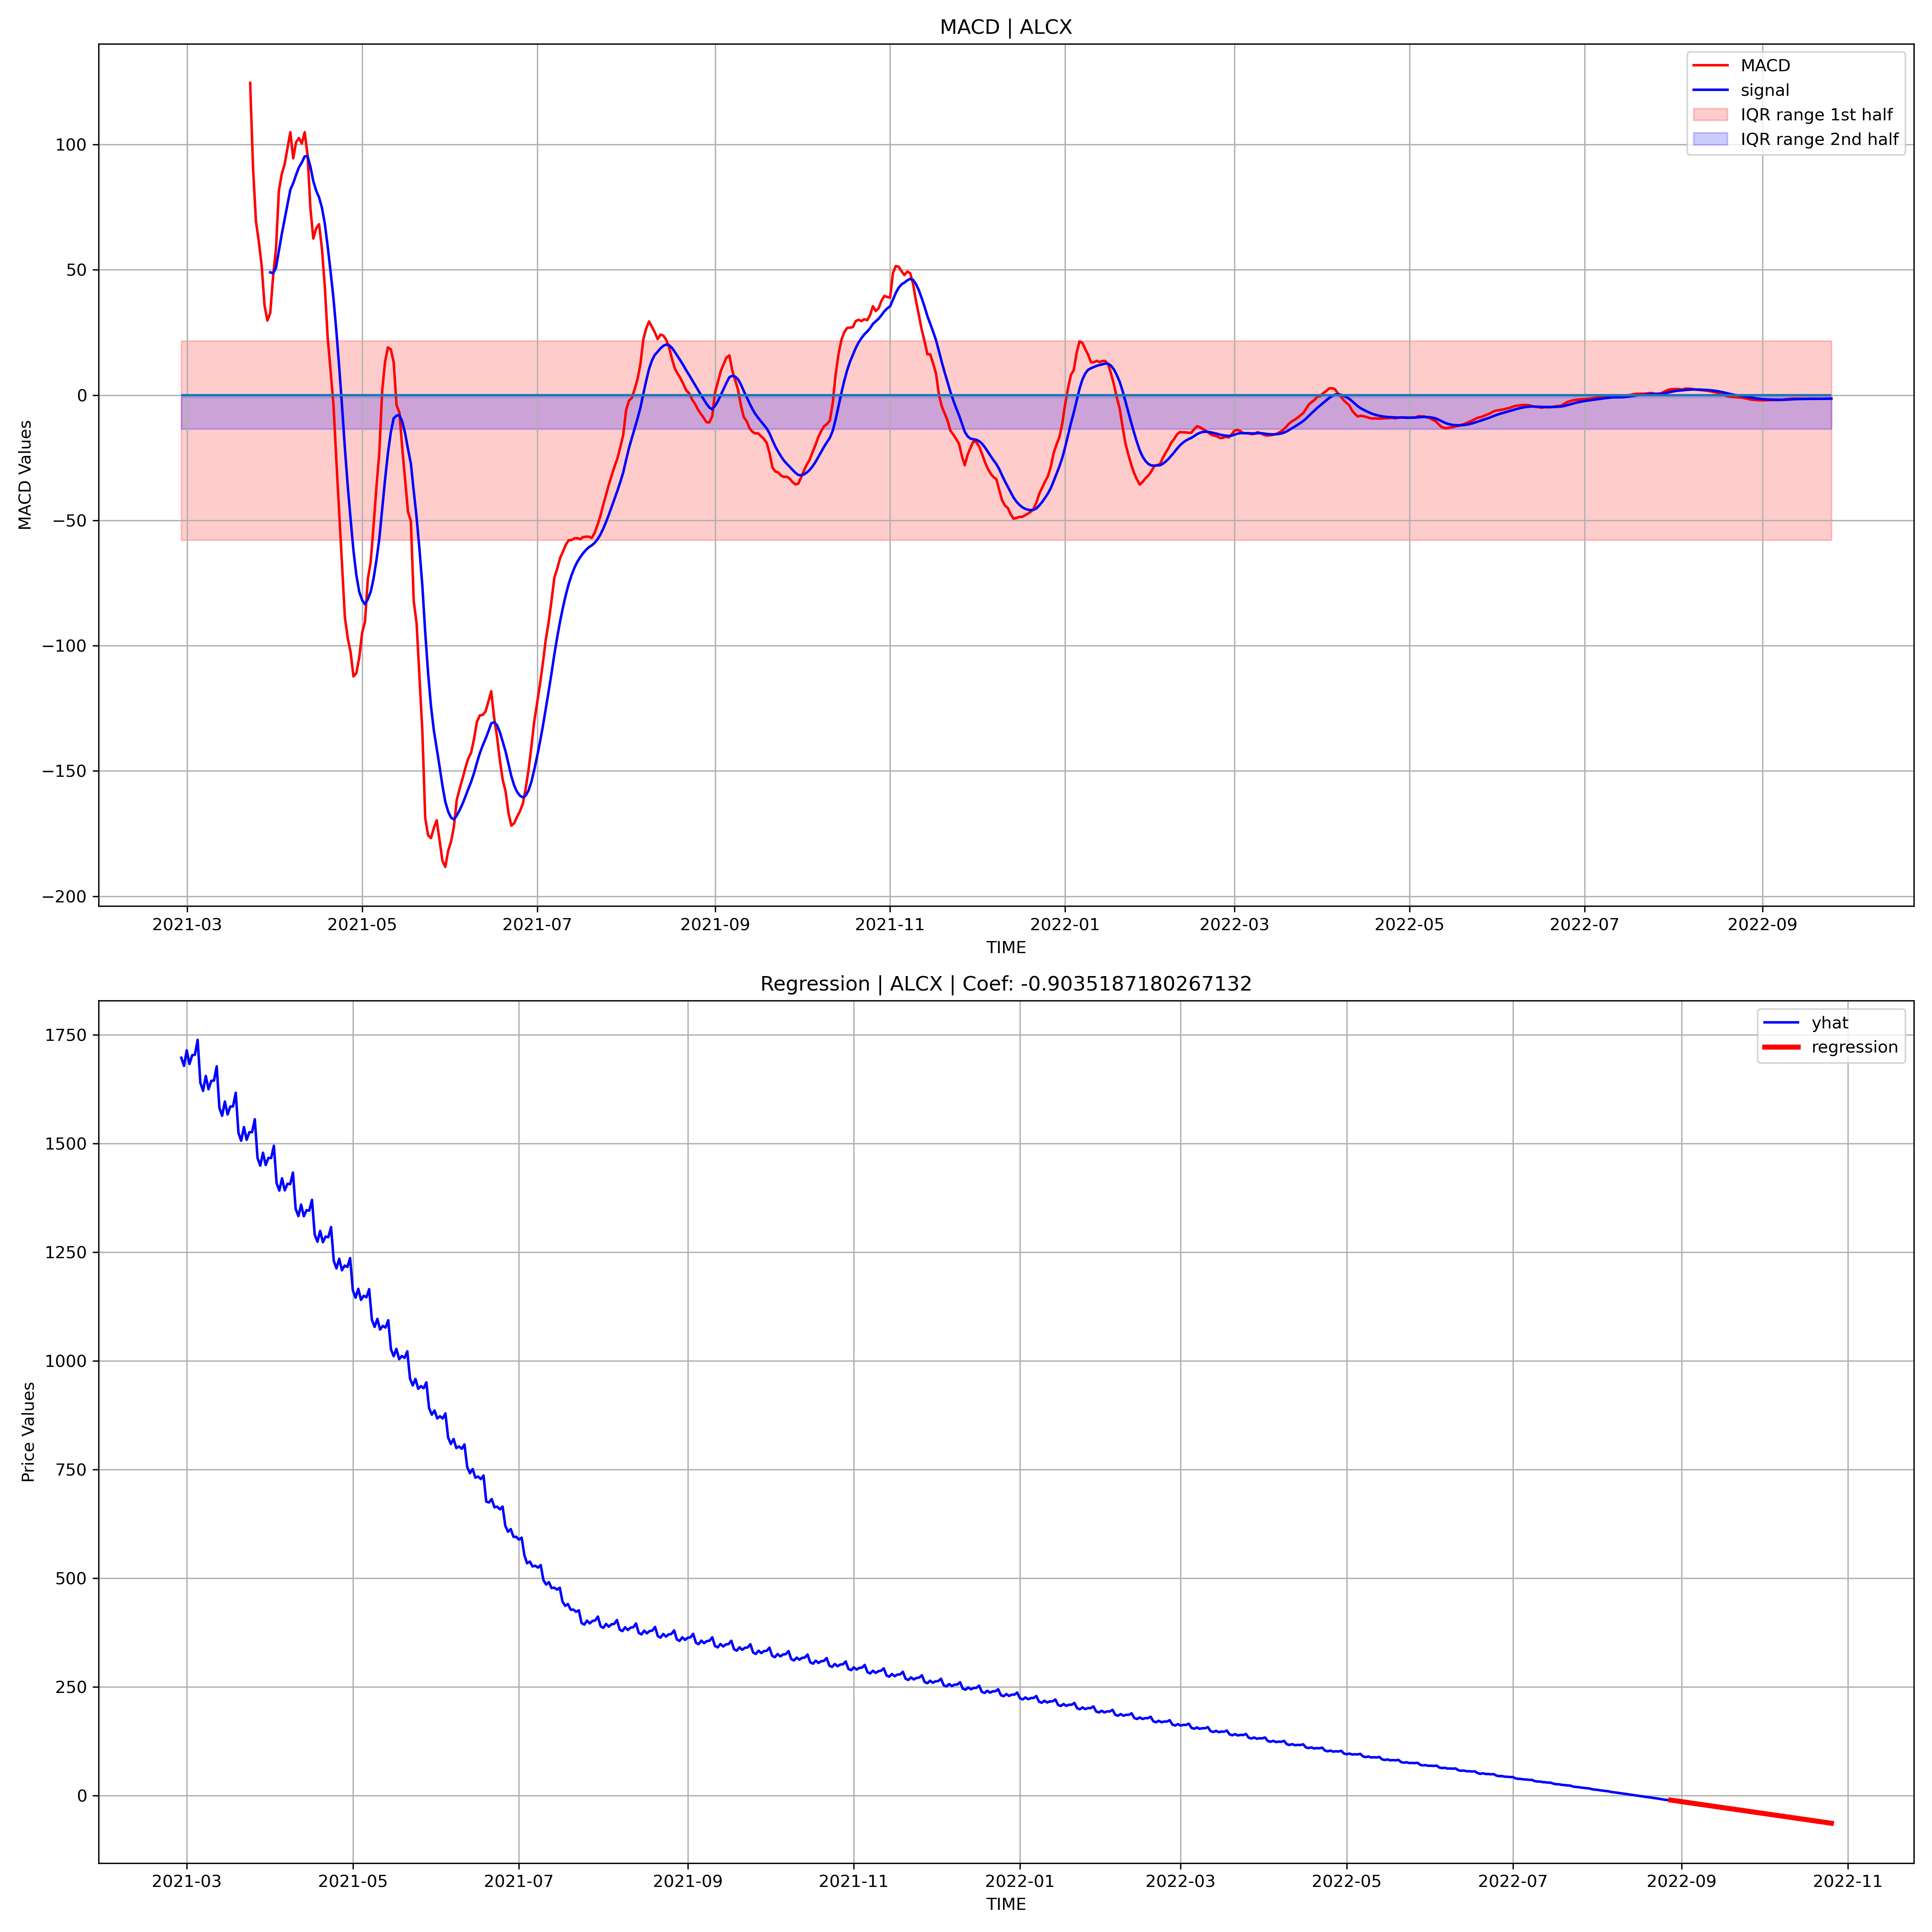 MACD | ALCX
MACD
signal
IQR range 1st half
IQR range 2nd half
100
50
0
−50
−100
−150
−200
MACD Values
2021-03 2021-05 2021-07 2021-09 2021-11 2022-01 2022-03 2022-05 2022-07 2022-09
TIME
Regression | ALCX | Coef: -0.9035187180267132
yhat
regression
1750
1500
1250
1000
750
500
250
0
Price Values
2021-03 2021-05 2021-07 2021-09 2021-11 2022-01 2022-03 2022-05 2022-07 2022-09 2022-11
TIME